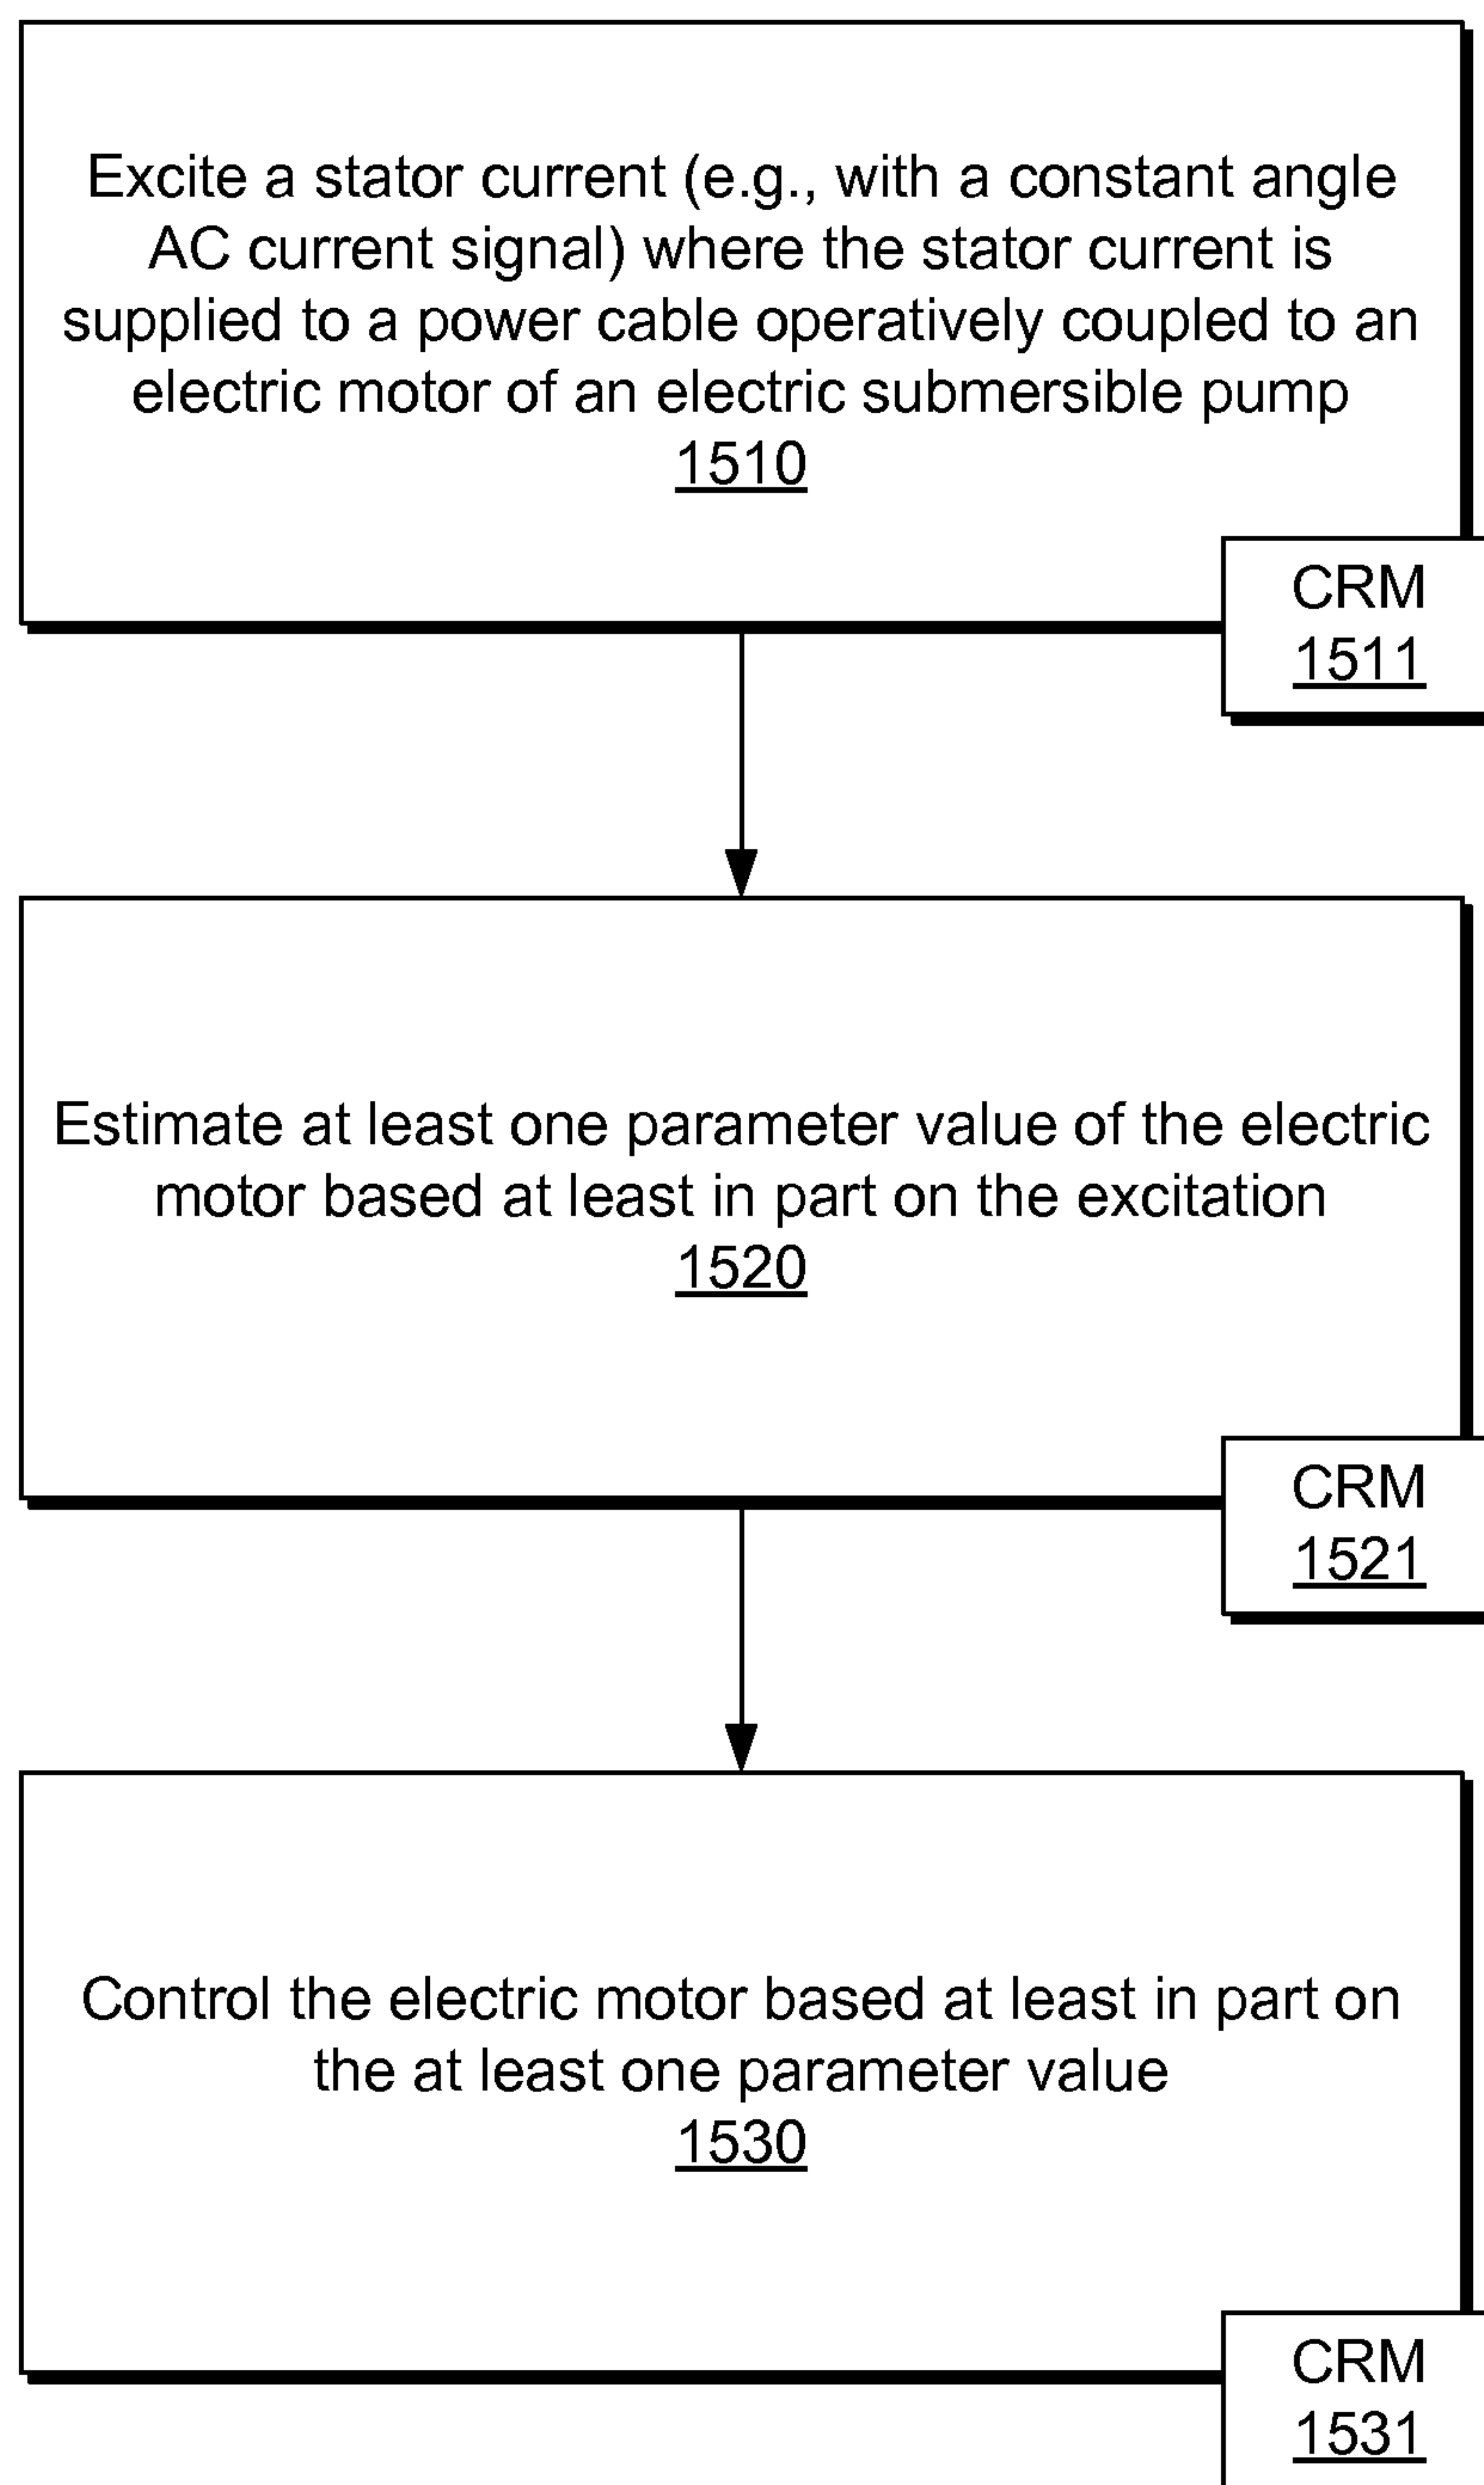 Excite a stator current (e.g., with a constant angle
AC current signal) where the stator current is
supplied to a power cable operatively coupled to an
electric motor of an electric submersible pump
1510
CRM
1511
Estimate at least one parameter value of the electric
motor based at least in part on the excitation
1520
CRM
1521
Control the electric motor based at least in part on
the at least one parameter value
1530
CRM
1531